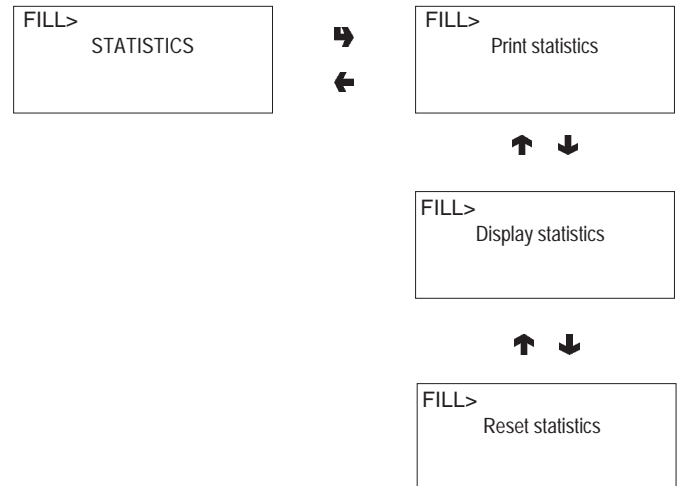 FILL>
STATISTICS
FILL>
Print statistics
FILL>
Display statistics
FILL>
Reset statistics